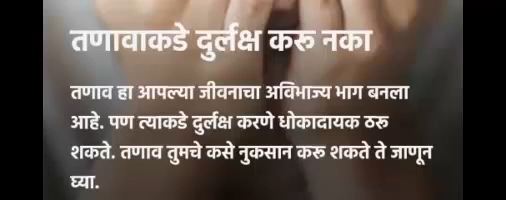 तणावाकडे दुर्लक्ष करू नका
तणाव हा आपल्या जीवनाचा अविभाज्य भाग बनला
आहे. पण त्याकडे दुर्लक्ष करणे धोकादायक ठरू
शकते. तणाव तुमचे कसे नुकसान करू शकते ते जाणून
घ्या.